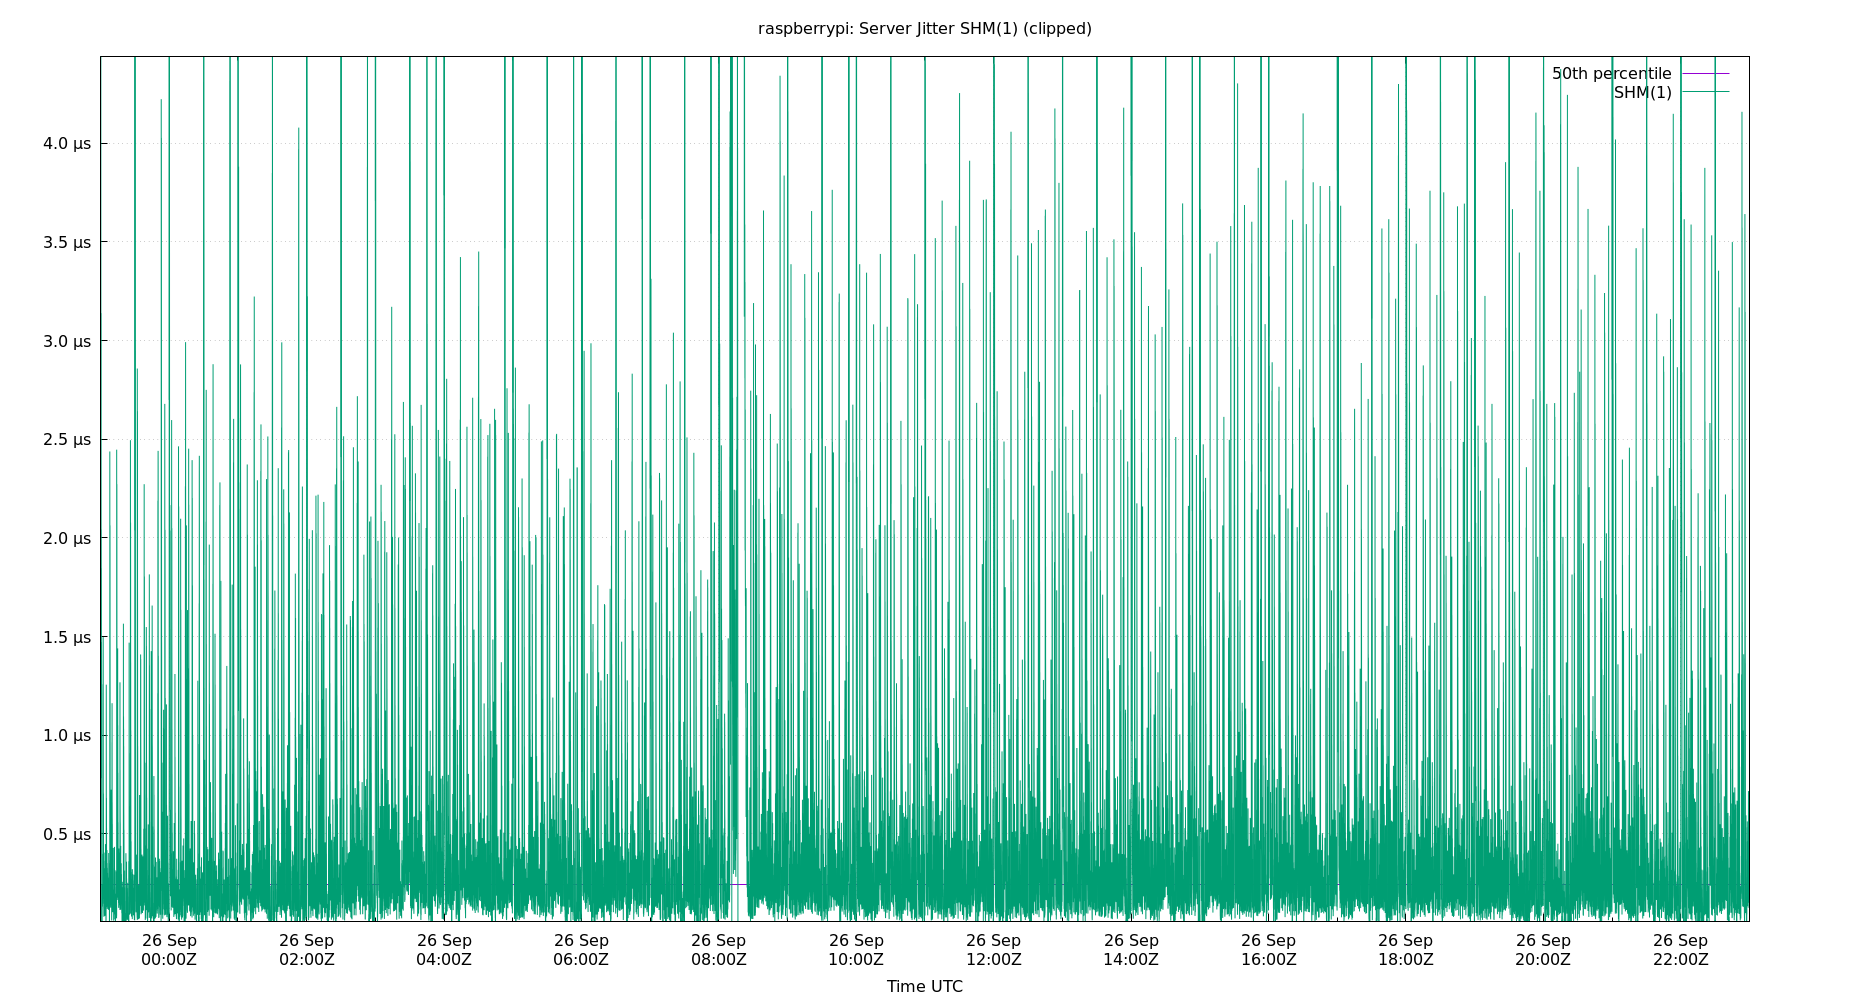 raspberrypi: Server Jitter SHM(1) (clipped)
50th percentile
SHM(1)
4.0 µs
3.5 µs
3.0 µs
2.5 µs
2.0 µs
1.5 µs
1.0 µs
0.5 µs
26 Sep 26 Sep 26 Sep 26 Sep 26 Sep 26 Sep 26 Sep 26 Sep 26 Sep 26 Sep 26 Sep 26 Sep
00:00Z 02:00Z 04:00Z 06:00Z 08:00Z 10:00Z 12:00Z 14:00Z 16:00Z 18:00Z 20:00Z 22:00Z
Time UTC